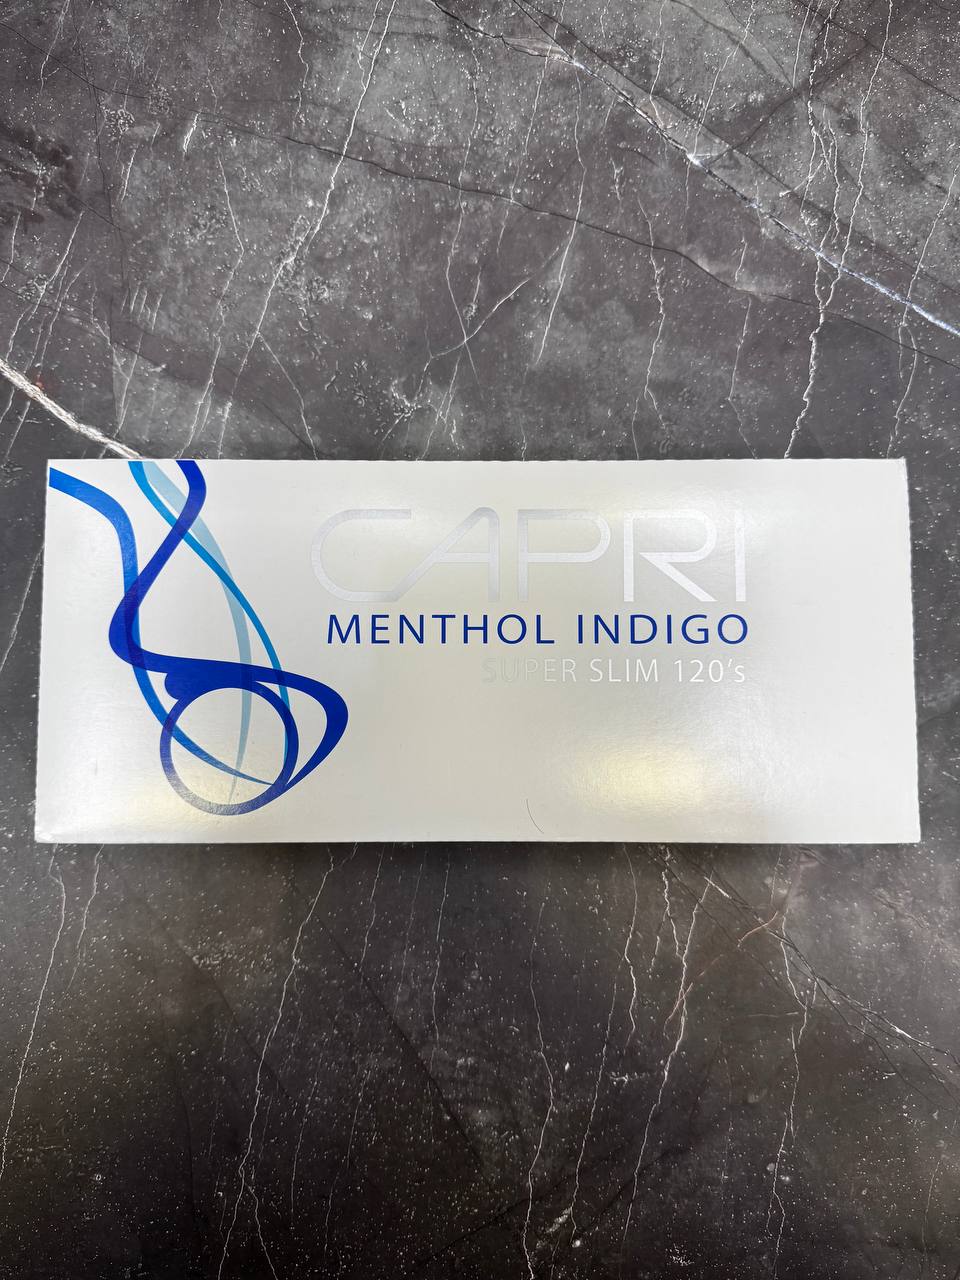 CAPRI
MENTHOL INDIGO
SUPER SLIM 120's